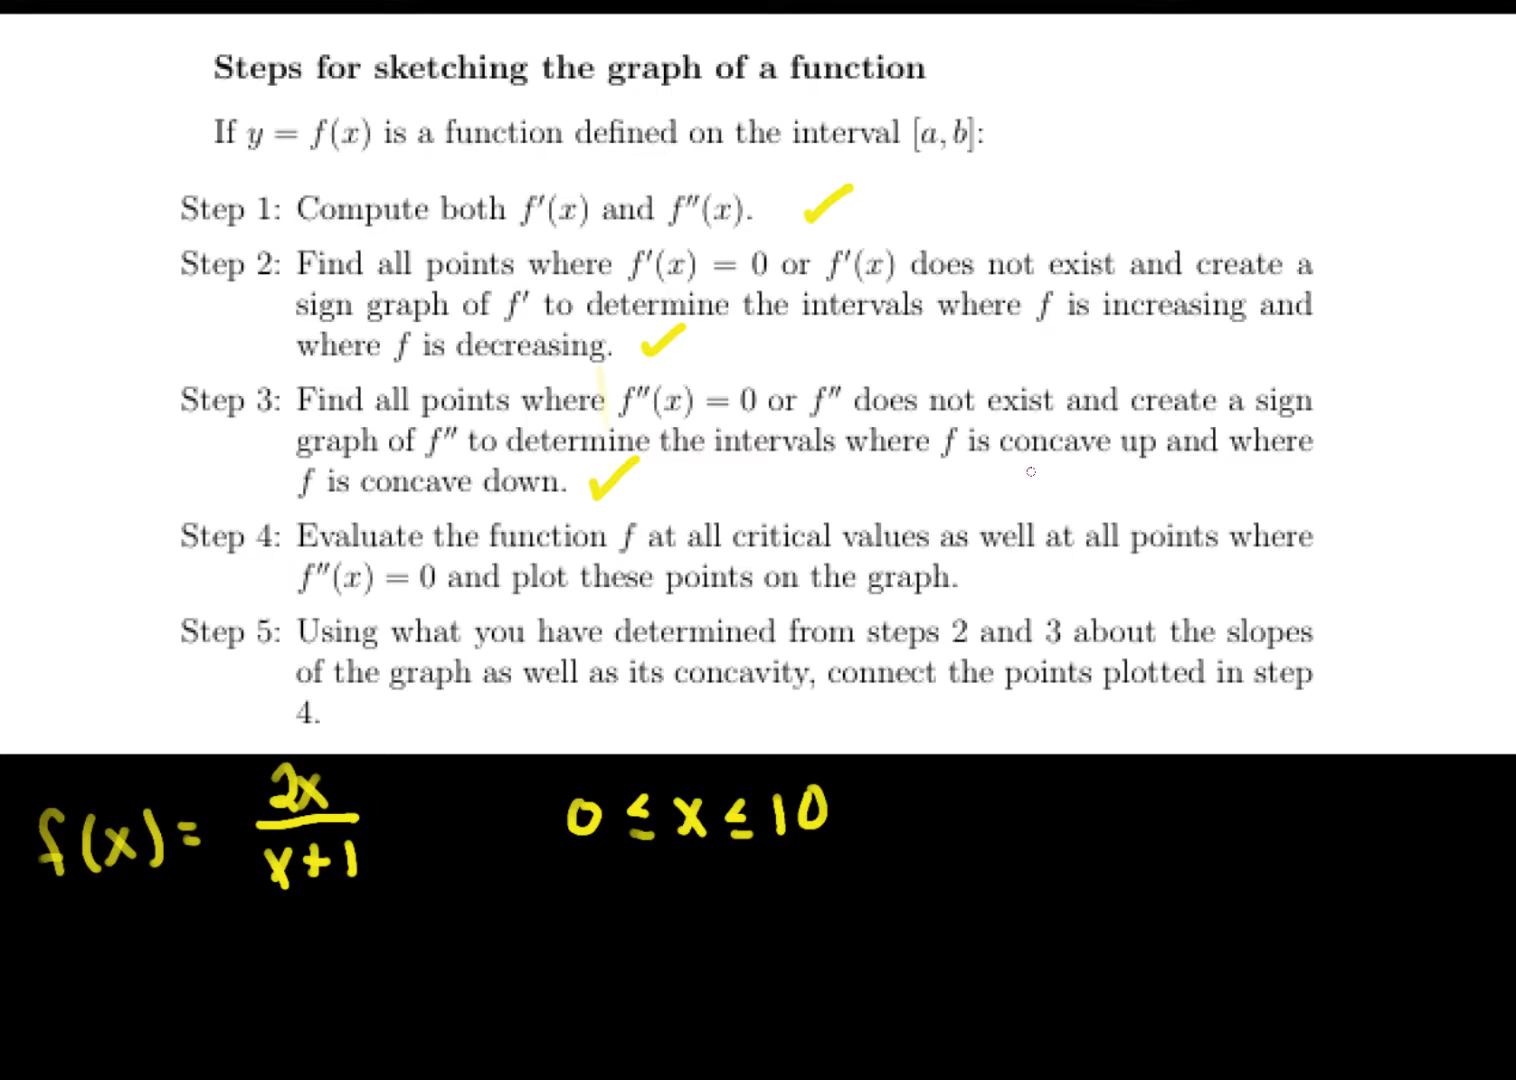 Steps for sketching the graph of a function
If y = f(x) is a function defined on the interval [a, b]:
Step 1: Compute both f′(x) and f″(x).
Step 2: Find all points where f′(x) = 0 or f′(x) does not exist and create a
sign graph of f′ to determine the intervals where f is increasing and
where f is decreasing.
Step 3: Find all points where f″(x) = 0 or f″ does not exist and create a sign
graph of f″ to determine the intervals where f is concave up and where
f is concave down.
Step 4: Evaluate the function f at all critical values as well at all points where
f″(x) = 0 and plot these points on the graph.
Step 5: Using what you have determined from steps 2 and 3 about the slopes
of the graph as well as its concavity, connect the points plotted in step
4.
f(x) = 2x / x+1    0 ≤ x ≤ 10